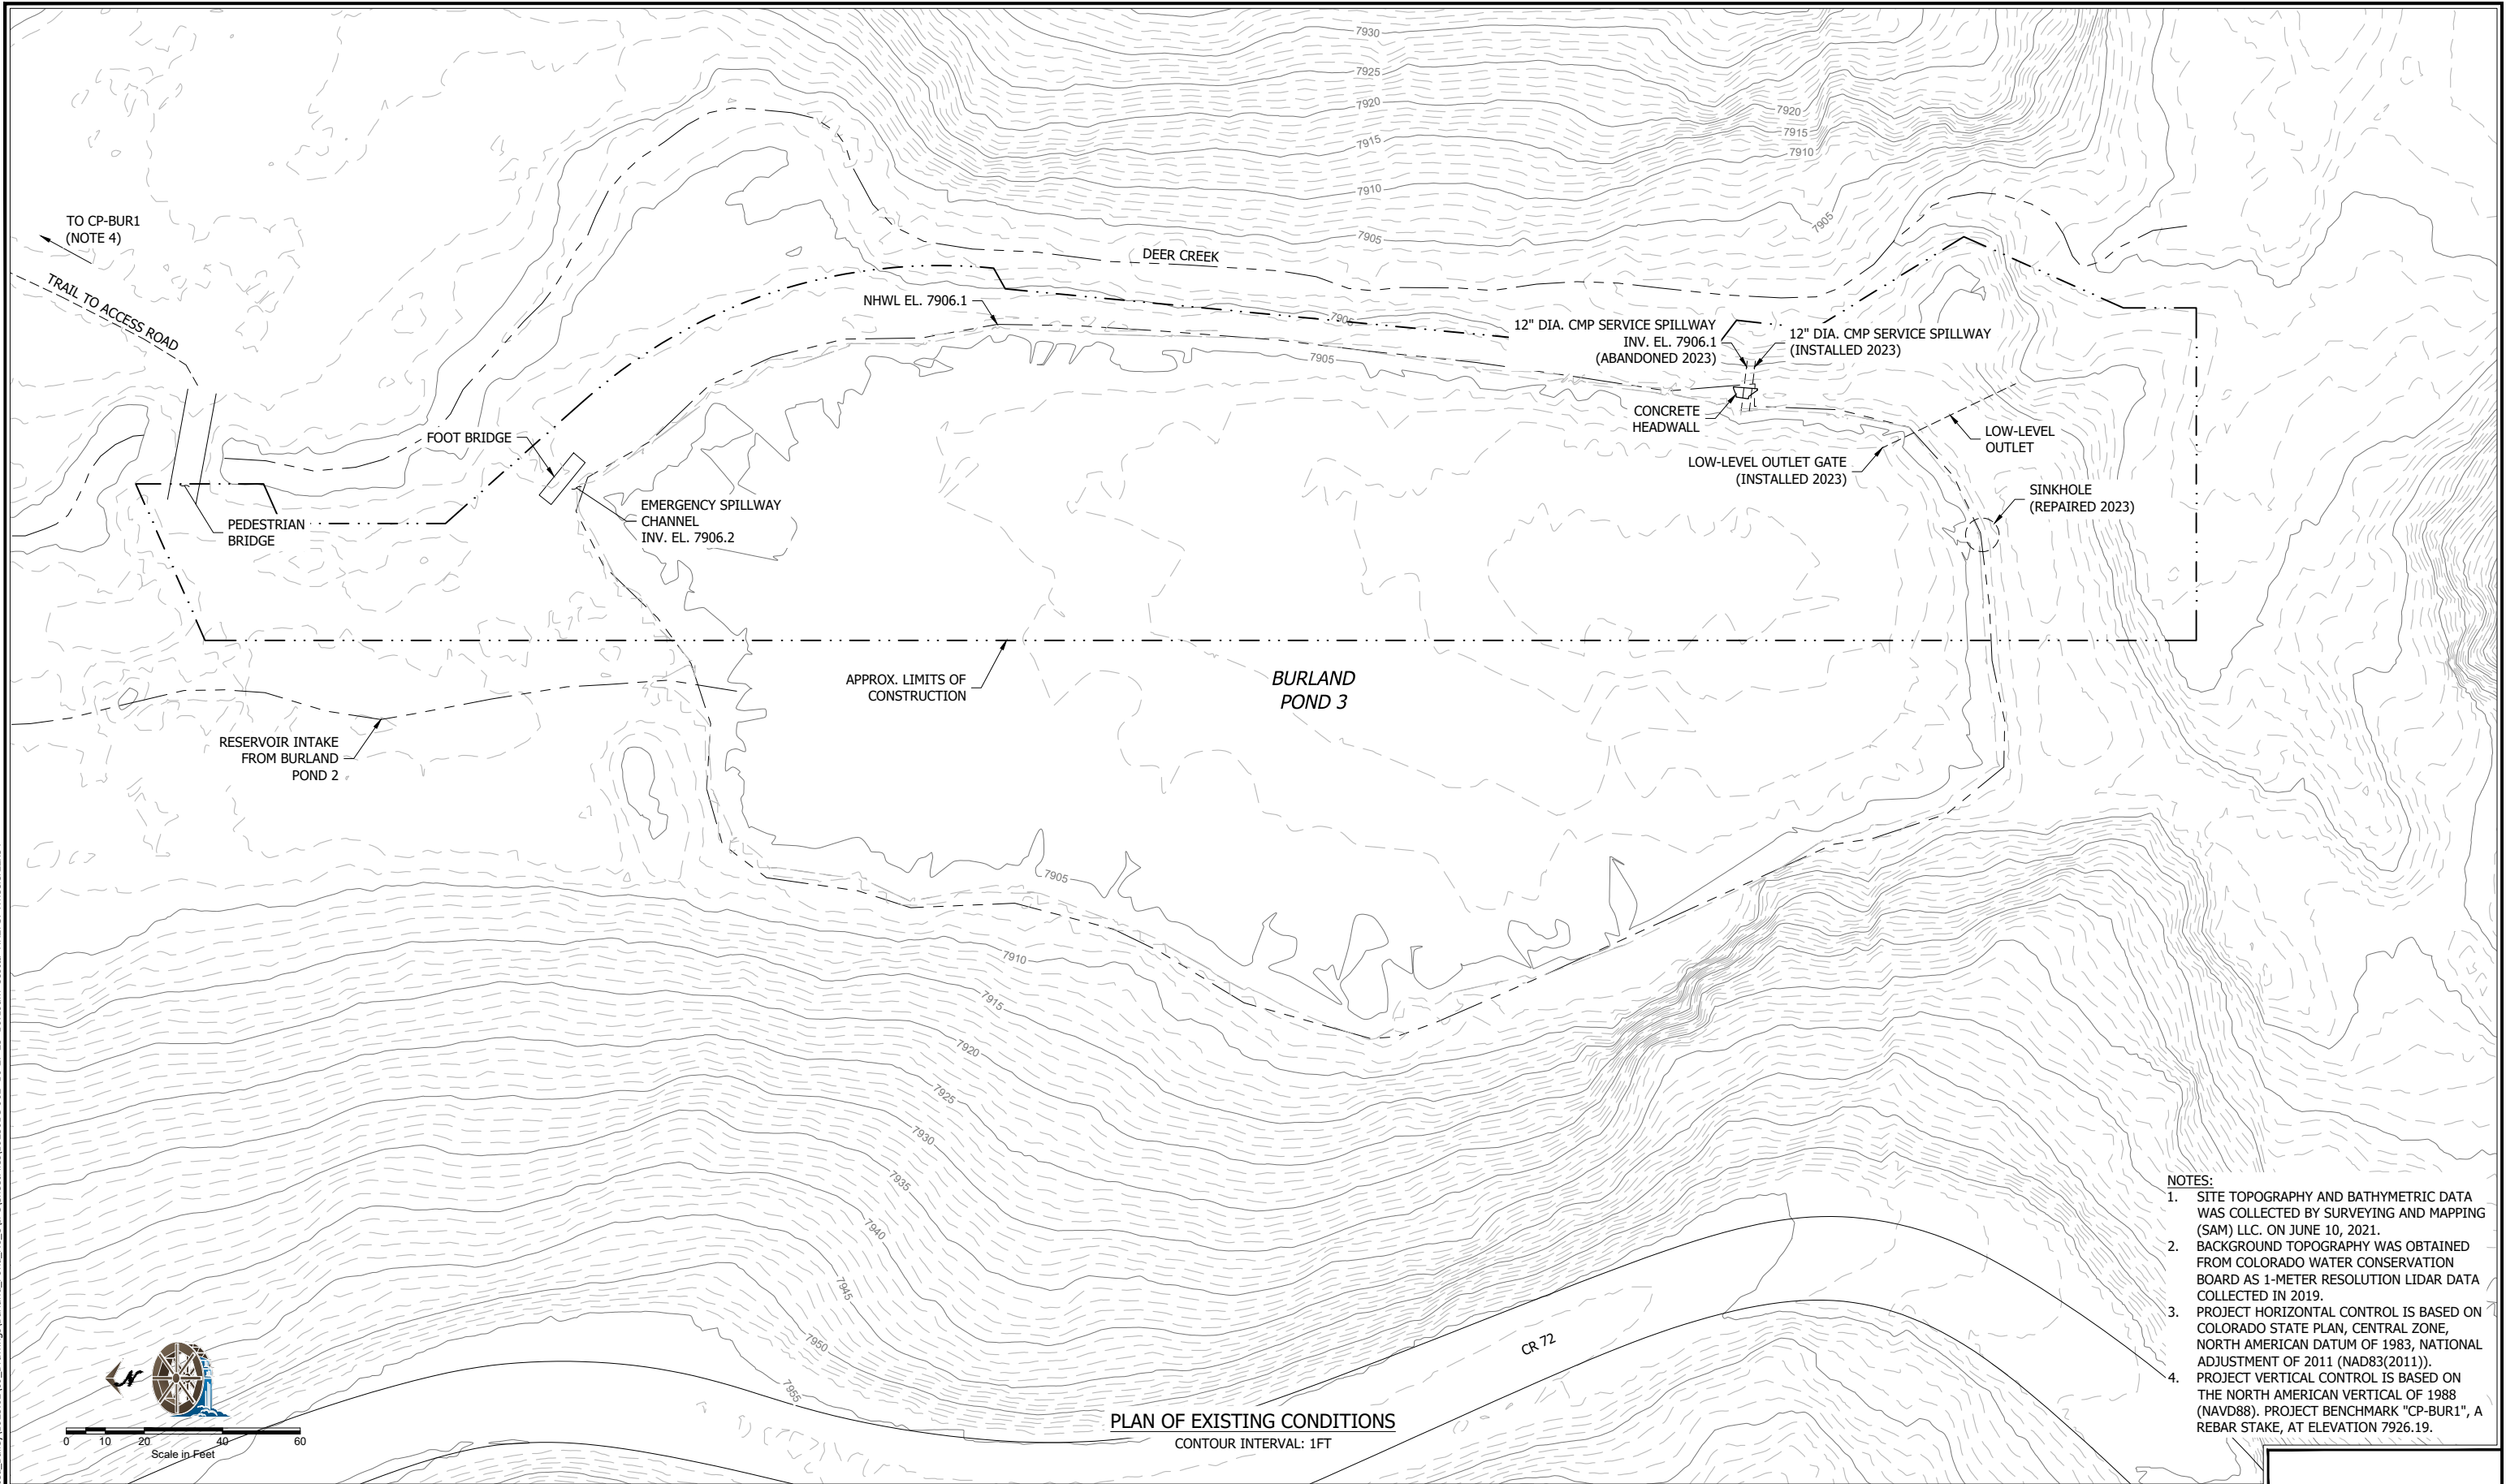 7930
7925
7920
7915
7910
7905
7920
7915
7910
7905
TO CP-BUR1
(NOTE 4)
TRAIL TO ACCESS ROAD
DEER CREEK
NHWL EL. 7906.1
7905
7905
12" DIA. CMP SERVICE SPILLWAY
INV. EL. 7906.1
(ABANDONED 2023)
12" DIA. CMP SERVICE SPILLWAY
(INSTALLED 2023)
CONCRETE
HEADWALL
LOW-LEVEL
OUTLET
LOW-LEVEL OUTLET GATE
(INSTALLED 2023)
SINKHOLE
(REPAIRED 2023)
FOOT BRIDGE
EMERGENCY SPILLWAY
CHANNEL
INV. EL. 7906.2
PEDESTRIAN
BRIDGE
APPROX. LIMITS OF
CONSTRUCTION
BURLAND
POND 3
RESERVOIR INTAKE
FROM BURLAND
POND 2
7905
7910
7915
7920
7925
7930
7935
7940
7945
7950
7955
CR 72
N
0 10 20 40 60
Scale in Feet
PLAN OF EXISTING CONDITIONS
CONTOUR INTERVAL: 1FT
NOTES:
1. SITE TOPOGRAPHY AND BATHYMETRIC DATA
WAS COLLECTED BY SURVEYING AND MAPPING
(SAM) LLC. ON JUNE 10, 2021.
2. BACKGROUND TOPOGRAPHY WAS OBTAINED
FROM COLORADO WATER CONSERVATION
BOARD AS 1-METER RESOLUTION LIDAR DATA
COLLECTED IN 2019.
3. PROJECT HORIZONTAL CONTROL IS BASED ON
COLORADO STATE PLAN, CENTRAL ZONE,
NORTH AMERICAN DATUM OF 1983, NATIONAL
ADJUSTMENT OF 2011 (NAD83(2011)).
4. PROJECT VERTICAL CONTROL IS BASED ON
THE NORTH AMERICAN VERTICAL OF 1988
(NAVD88). PROJECT BENCHMARK "CP-BUR1", A
REBAR STAKE, AT ELEVATION 7926.19.